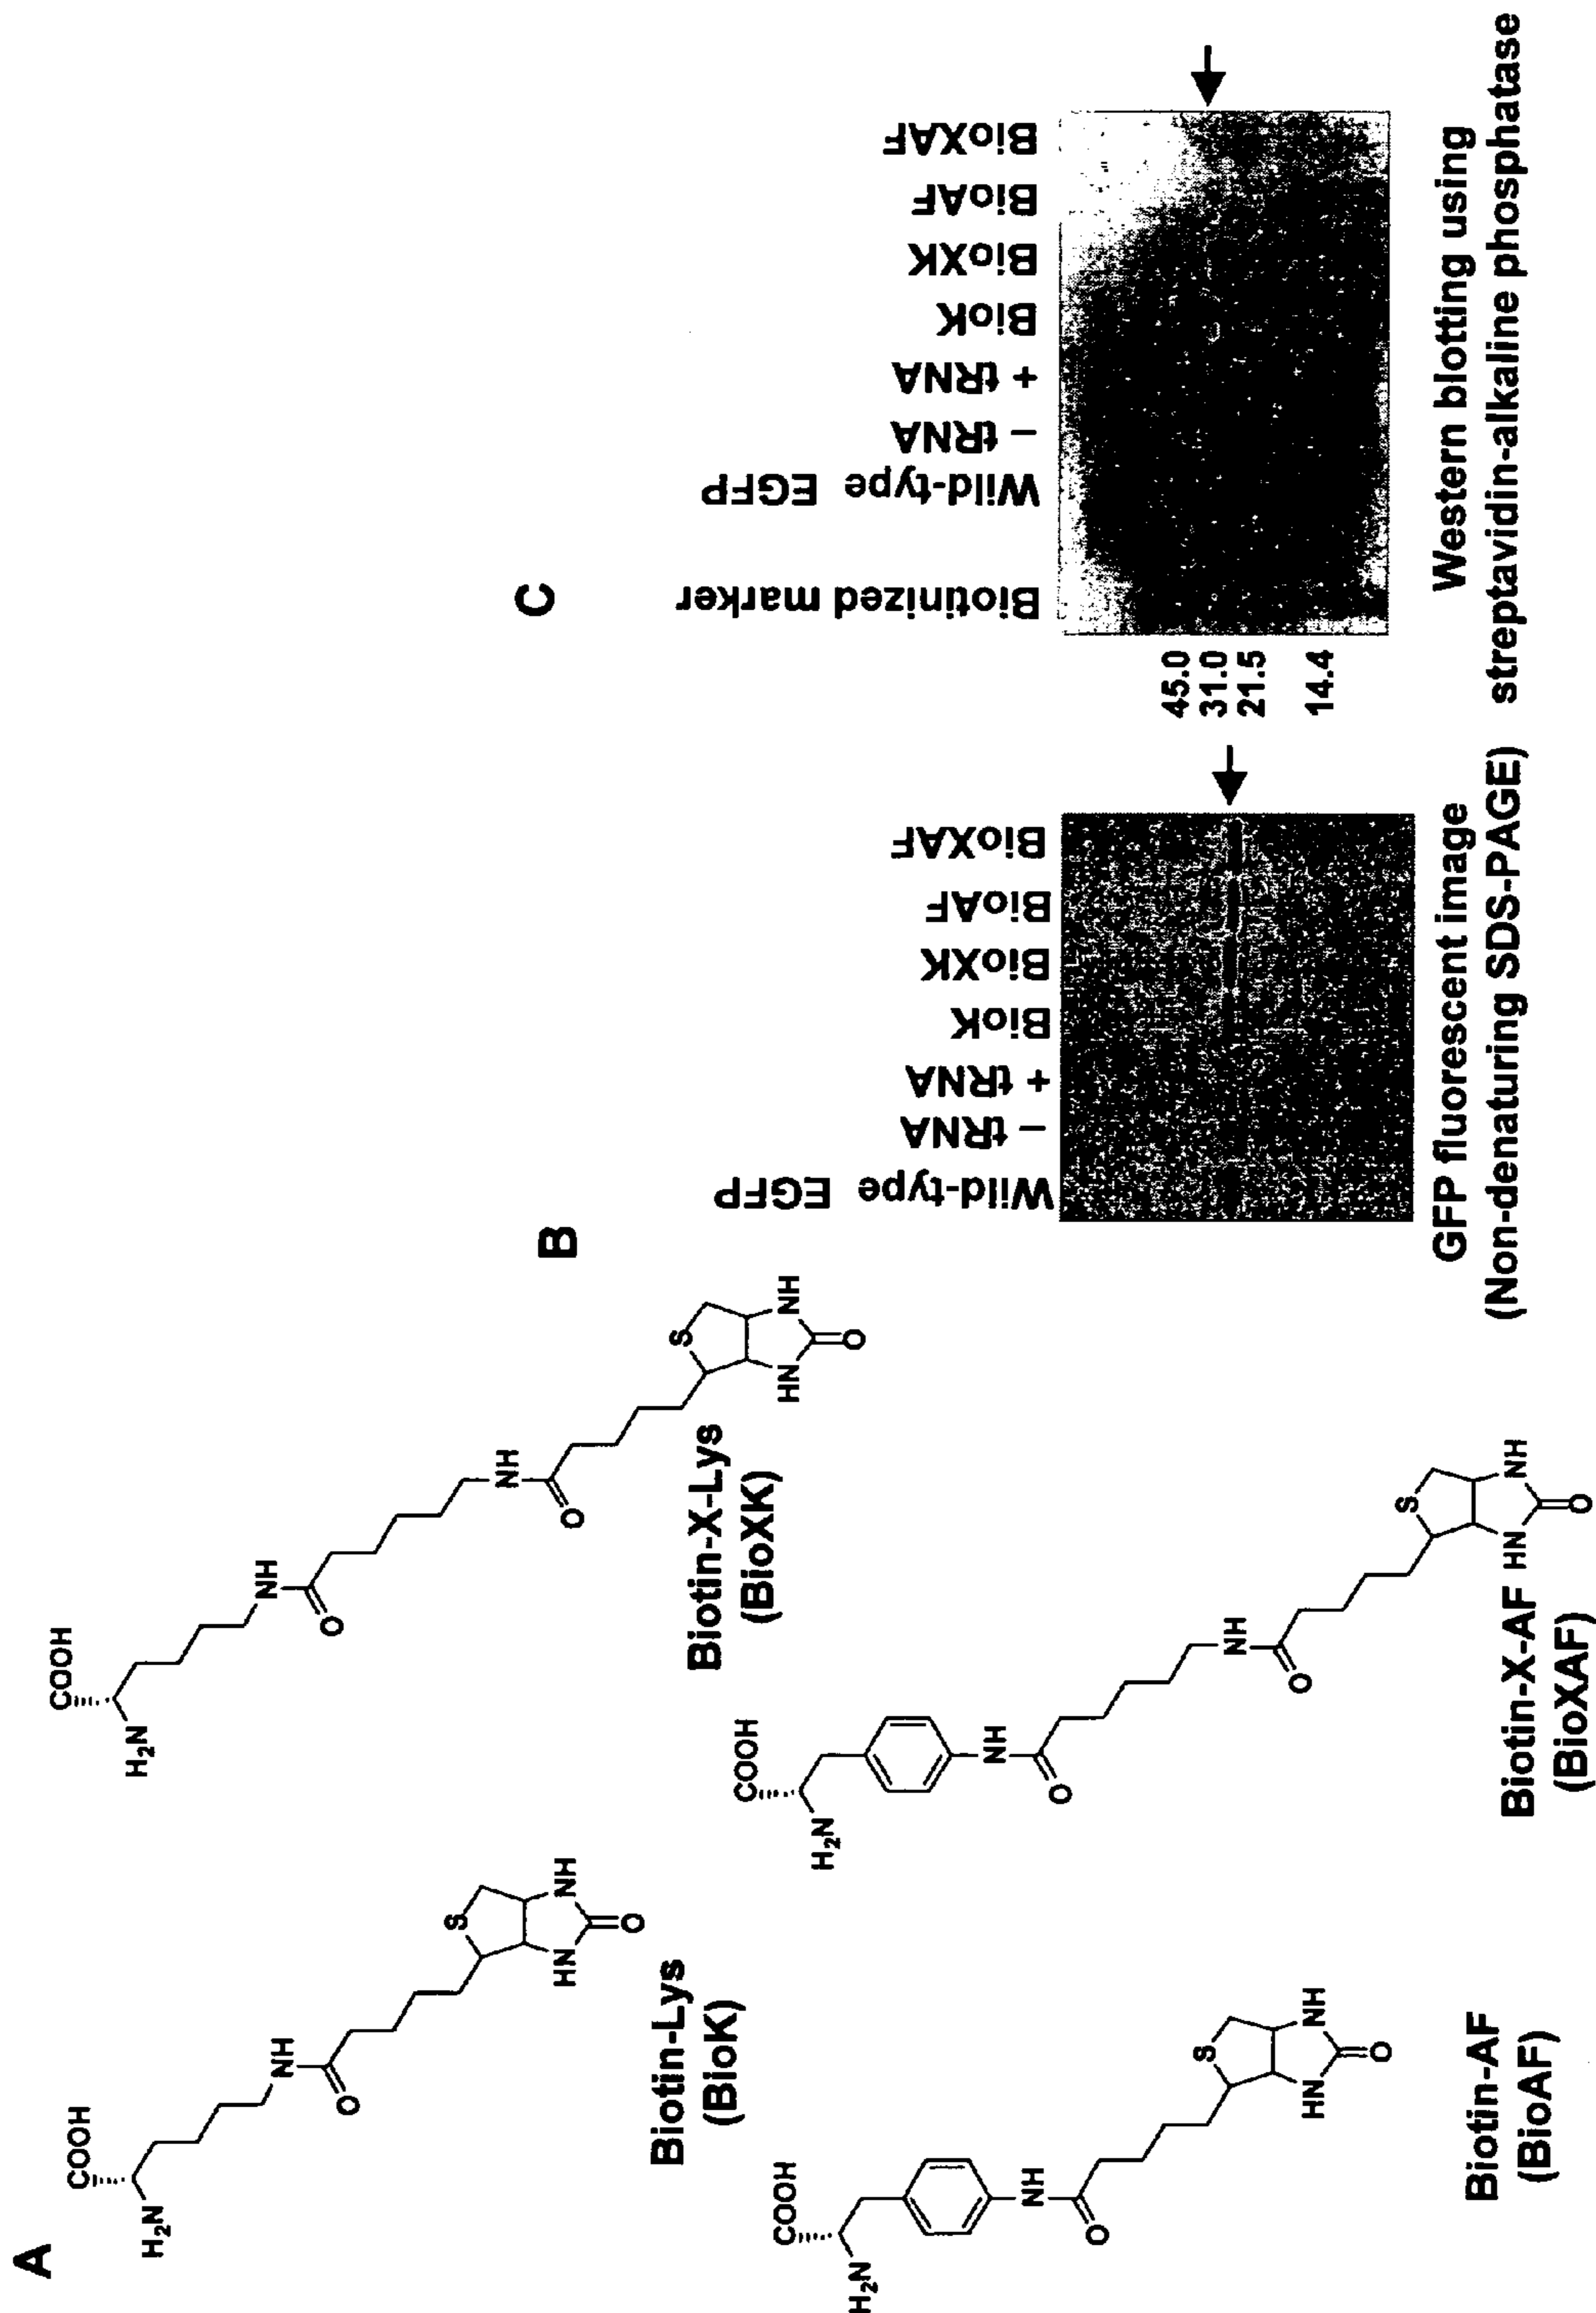 A
H₂N
COOH
NH
O
S
HN
NH
O
Biotin-Lys
(BioK)
H₂N
COOH
NH
O
NH
O
S
HN
NH
O
Biotin-X-Lys
(BioXK)
H₂N
COOH
NH
O
S
HN
NH
O
Biotin-AF
(BioAF)
H₂N
COOH
NH
O
NH
O
S
HN
NH
O
Biotin-X-AF
(BioXAF)
B
Wild-type EGFP
– tRNA
+ tRNA
BioK
BioXK
BioAF
BioXAF
GFP fluorescent image
(Non-denaturing SDS-PAGE)
C
Biotinized marker
Wild-type EGFP
– tRNA
+ tRNA
BioK
BioXK
BioAF
BioXAF
45.0
31.0
21.5
14.4
Western blotting using
streptavidin-alkaline phosphatase